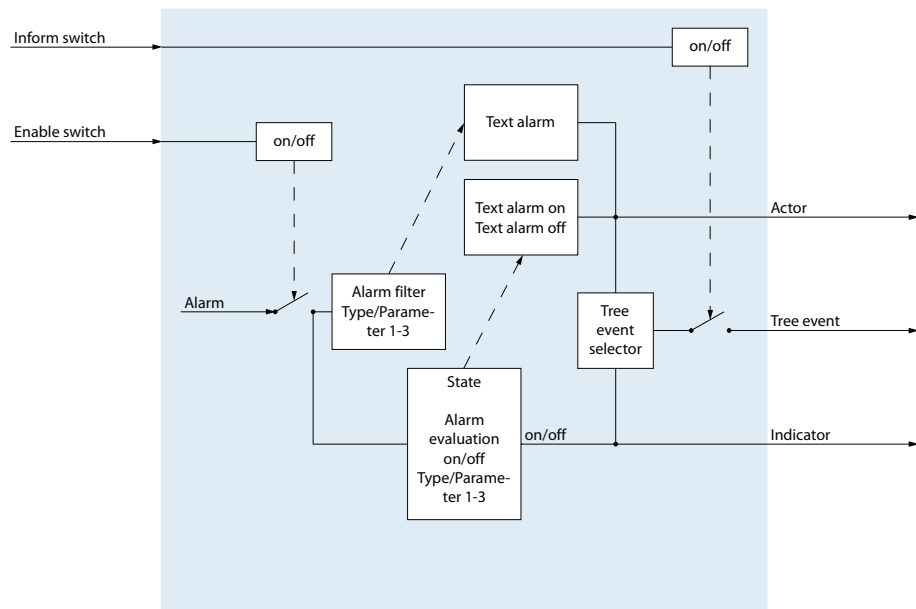 Inform switch
on/off
Enable switch
on/off
Text alarm
Text alarm on
Text alarm off
Actor
Alarm
Alarm filter
Type/Parame-
ter 1-3
Tree
event
selector
Tree event
State
Alarm
evaluation
on/off
Type/Parame-
ter 1-3
on/off
Indicator